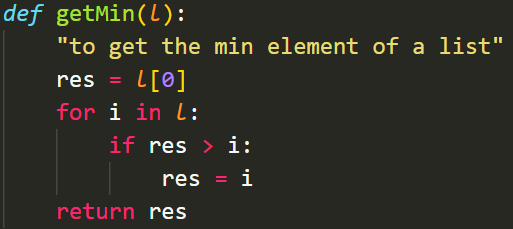 def getMin(l):
    "to get the min element of a list"
    res = l[0]
    for i in l:
        if res > i:
            res = i
    return res